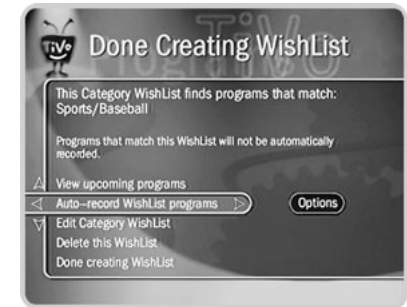 TiVo
Done Creating WishList
This Category WishList finds programs that match:
Sports/Baseball
Programs that match this WishList will not be automatically
recorded.
View upcoming programs
Auto–record WishList programs
Options
Edit Category WishList
Delete this WishList
Done creating WishList